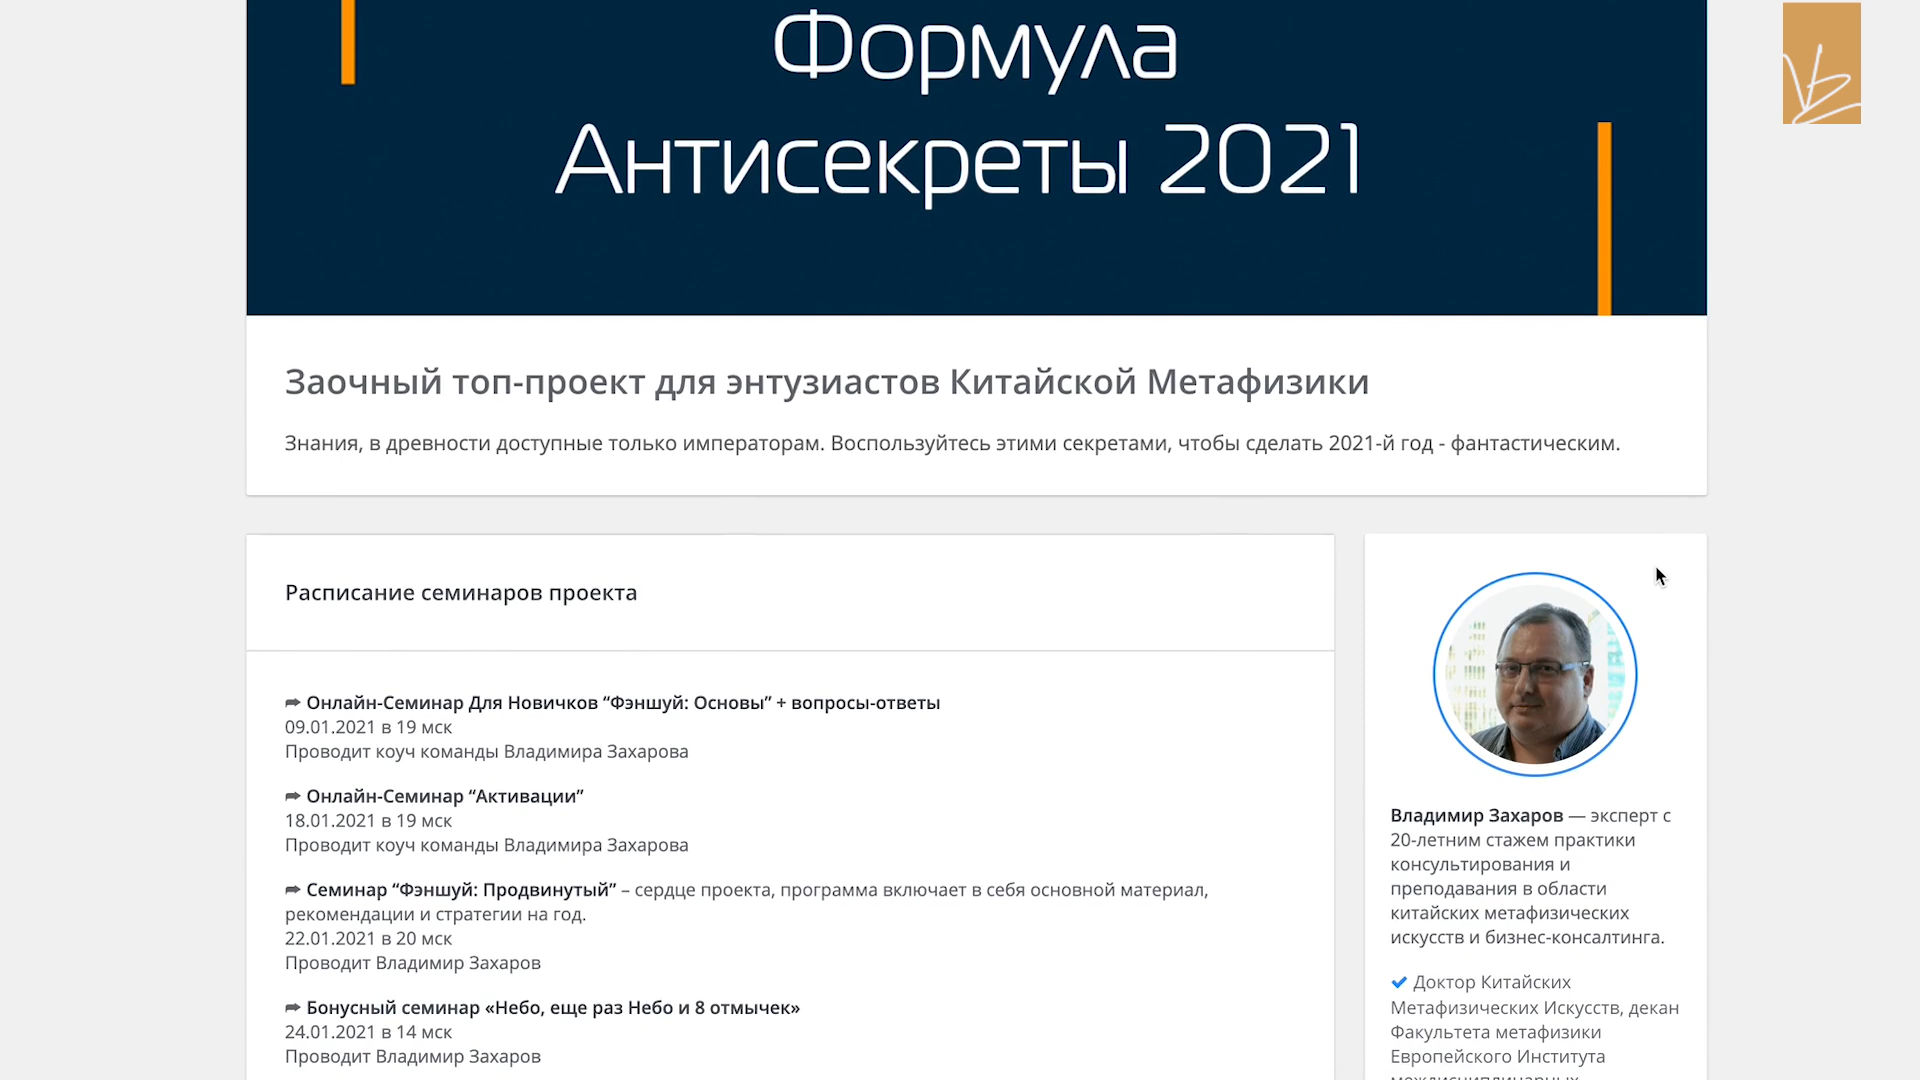 Формула
Антисекреты 2021
Заочный топ-проект для энтузиастов Китайской Метафизики
Знания, в древности доступные только императорам. Воспользуйтесь этими секретами, чтобы сделать 2021-й год - фантастическим.
Расписание семинаров проекта
➦ Онлайн-Семинар Для Новичков “Фэншуй: Основы” + вопросы-ответы
09.01.2021 в 19 мск
Проводит коуч команды Владимира Захарова
➦ Онлайн-Семинар “Активации”
18.01.2021 в 19 мск
Проводит коуч команды Владимира Захарова
➦ Семинар “Фэншуй: Продвинутый” – сердце проекта, программа включает в себя основной материал,
рекомендации и стратегии на год.
22.01.2021 в 20 мск
Проводит Владимир Захаров
➦ Бонусный семинар «Небо, еще раз Небо и 8 отмычек»
24.01.2021 в 14 мск
Проводит Владимир Захаров
Владимир Захаров — эксперт с
20-летним стажем практики
консультирования и
преподавания в области
китайских метафизических
искусств и бизнес-консалтинга.
✔ Доктор Китайских
Метафизических Искусств, декан
Факультета метафизики
Европейского Института
междисциплинарных